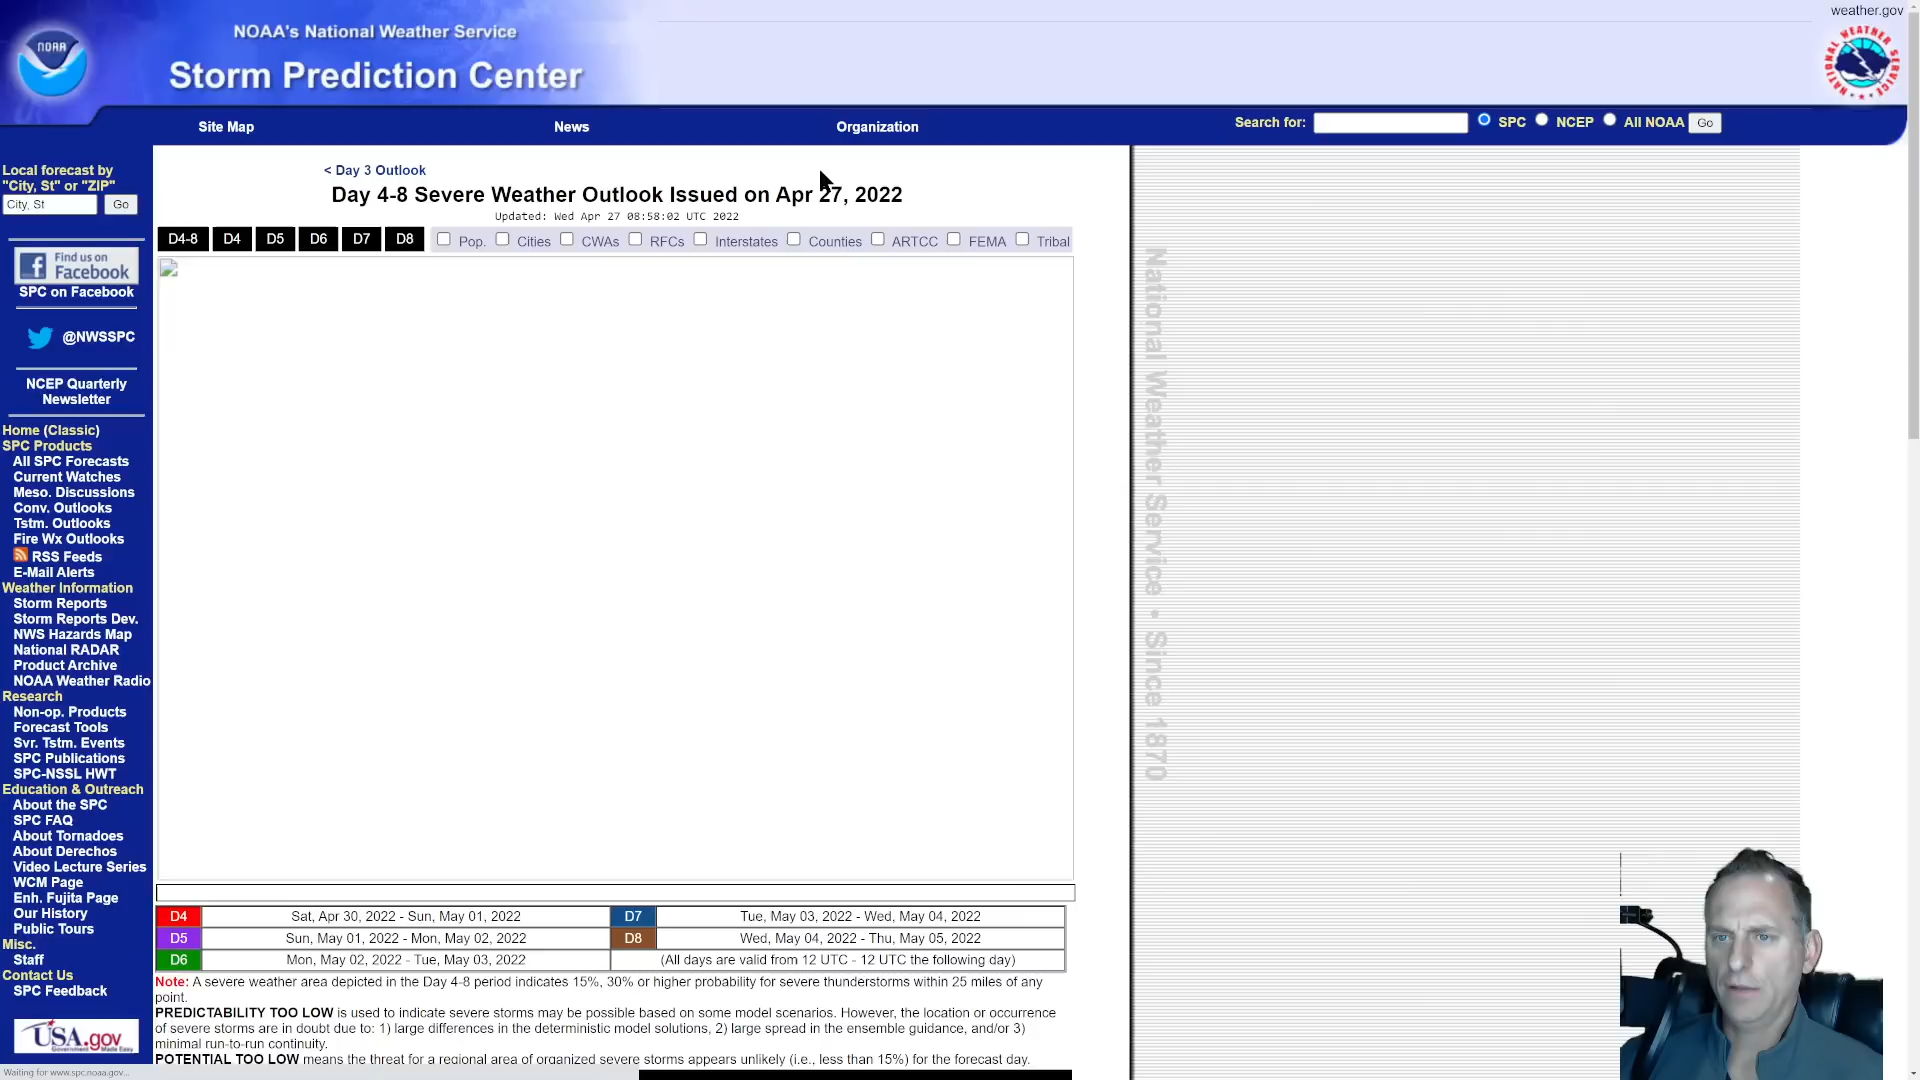 weather.gov
NOAA
NOAA's National Weather Service
Storm Prediction Center
NATIONAL WEATHER SERVICE
Site Map
News
Organization
Search for:
SPC
NCEP
All NOAA
Go
Local forecast by
"City, St" or "ZIP"
City, St
Go
Find us on
Facebook
SPC on Facebook
@NWSSPC
NCEP Quarterly
Newsletter
Home (Classic)
SPC Products
All SPC Forecasts
Current Watches
Meso. Discussions
Conv. Outlooks
Tstm. Outlooks
Fire Wx Outlooks
RSS Feeds
E-Mail Alerts
Weather Information
Storm Reports
Storm Reports Dev.
NWS Hazards Map
National RADAR
Product Archive
NOAA Weather Radio
Research
Non-op. Products
Forecast Tools
Svr. Tstm. Events
SPC Publications
SPC-NSSL HWT
Education & Outreach
About the SPC
SPC FAQ
About Tornadoes
About Derechos
Video Lecture Series
WCM Page
Enh. Fujita Page
Our History
Public Tours
Misc.
Staff
Contact Us
SPC Feedback
USA.gov
Waiting for www.spc.noaa.gov...
< Day 3 Outlook
Day 4-8 Severe Weather Outlook Issued on Apr 27, 2022
Updated: Wed Apr 27 08:58:02 UTC 2022
D4-8 D4 D5 D6 D7 D8 Pop. Cities CWAs RFCs Interstates Counties ARTCC FEMA Tribal
D4 Sat, Apr 30, 2022 - Sun, May 01, 2022 D7 Tue, May 03, 2022 - Wed, May 04, 2022
D5 Sun, May 01, 2022 - Mon, May 02, 2022 D8 Wed, May 04, 2022 - Thu, May 05, 2022
D6 Mon, May 02, 2022 - Tue, May 03, 2022 (All days are valid from 12 UTC - 12 UTC the following day)
Note: A severe weather area depicted in the Day 4-8 period indicates 15%, 30% or higher probability for severe thunderstorms within 25 miles of any
point.
PREDICTABILITY TOO LOW is used to indicate severe storms may be possible based on some model scenarios. However, the location or occurrence
of severe storms are in doubt due to: 1) large differences in the deterministic model solutions, 2) large spread in the ensemble guidance, and/or 3)
minimal run-to-run continuity.
POTENTIAL TOO LOW means the threat for a regional area of organized severe storms appears unlikely (i.e., less than 15%) for the forecast day.
National Weather Service • Since 1870